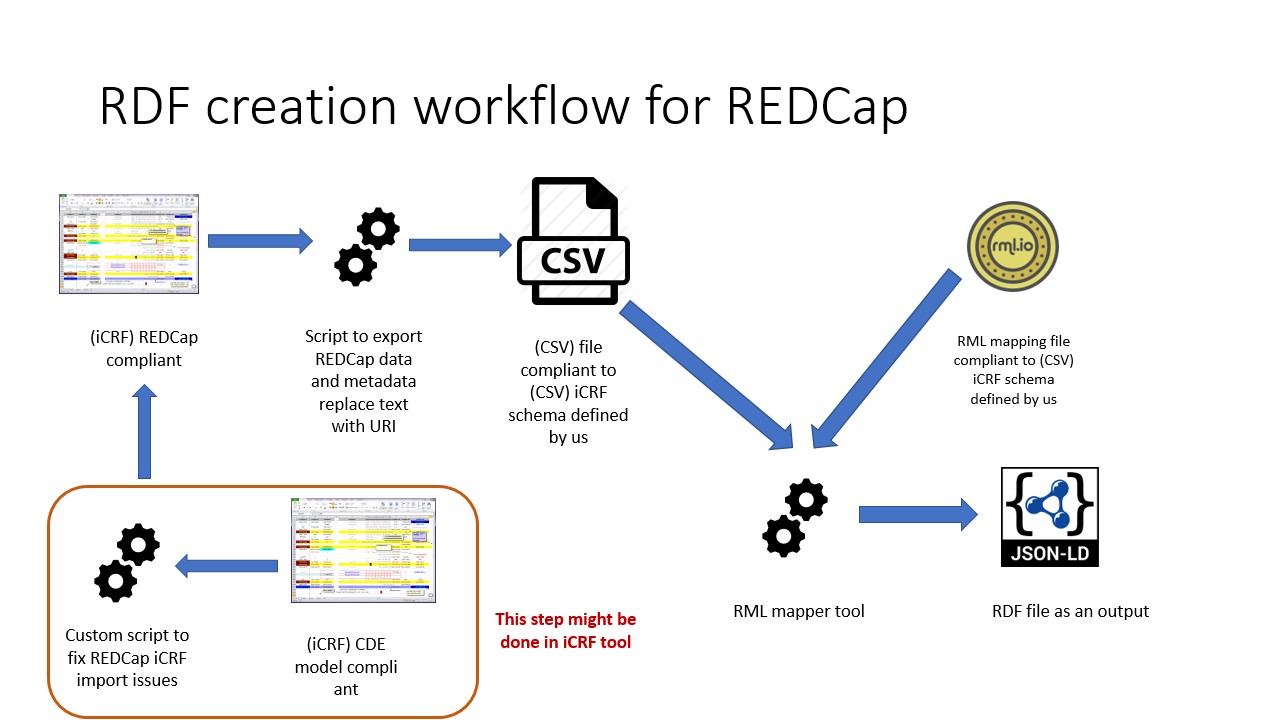 RDF creation workflow for REDCap
(iCRF) REDCap
compliant
Script to export
REDCap data
and metadata
replace text
with URI
CSV
(CSV) file
compliant to
(CSV) iCRF
schema defined
by us
rml.io
RML mapping file
compliant to (CSV)
iCRF schema
defined by us
Custom script to
fix REDCap iCRF
import issues
(iCRF) CDE
model compli
ant
This step might be
done in iCRF tool
RML mapper tool
{ }
JSON-LD
RDF file as an output